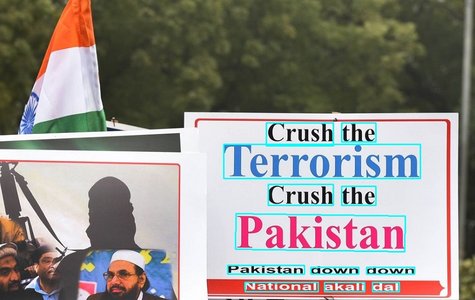 Crush the
Terrorism
Crush the
Pakistan
Pakistan down down
National akali dal